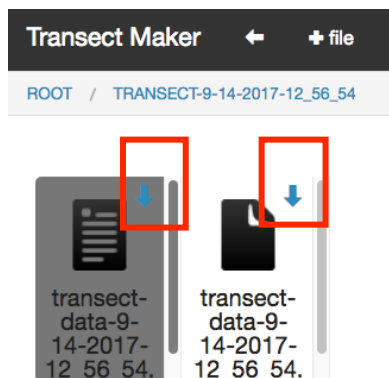 Transect Maker file
ROOT / TRANSECT-9-14-2017-12_56_54
transect-
data-9-
14-2017-
12_56_54.
transect-
data-9-
14-2017-
12_56_54.